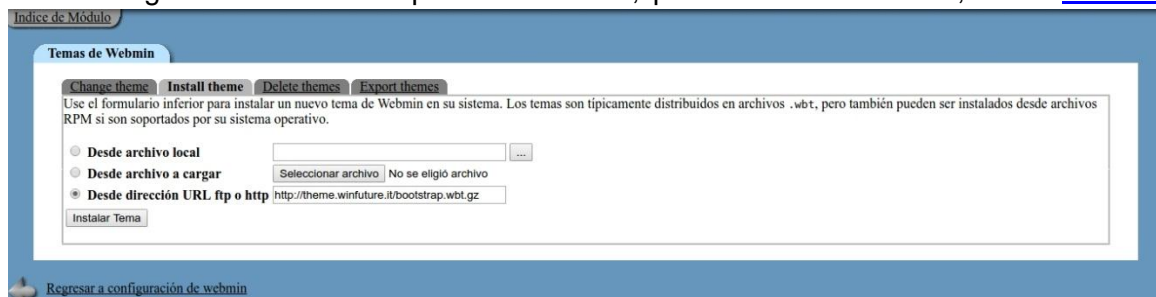 Indice de Módulo
Temas de Webmin
Change theme Install theme Delete themes Export themes
Use el formulario inferior para instalar un nuevo tema de Webmin en su sistema. Los temas son típicamente distribuidos en archivos .wbt, pero también pueden ser instalados desde archivos
RPM si son soportados por su sistema operativo.
Desde archivo local ...
Desde archivo a cargar Seleccionar archivo No se eligió archivo
Desde dirección URL ftp o http http://theme.winfuture.it/bootstrap.wbt.gz
Instalar Tema
Regresar a configuración de webmin